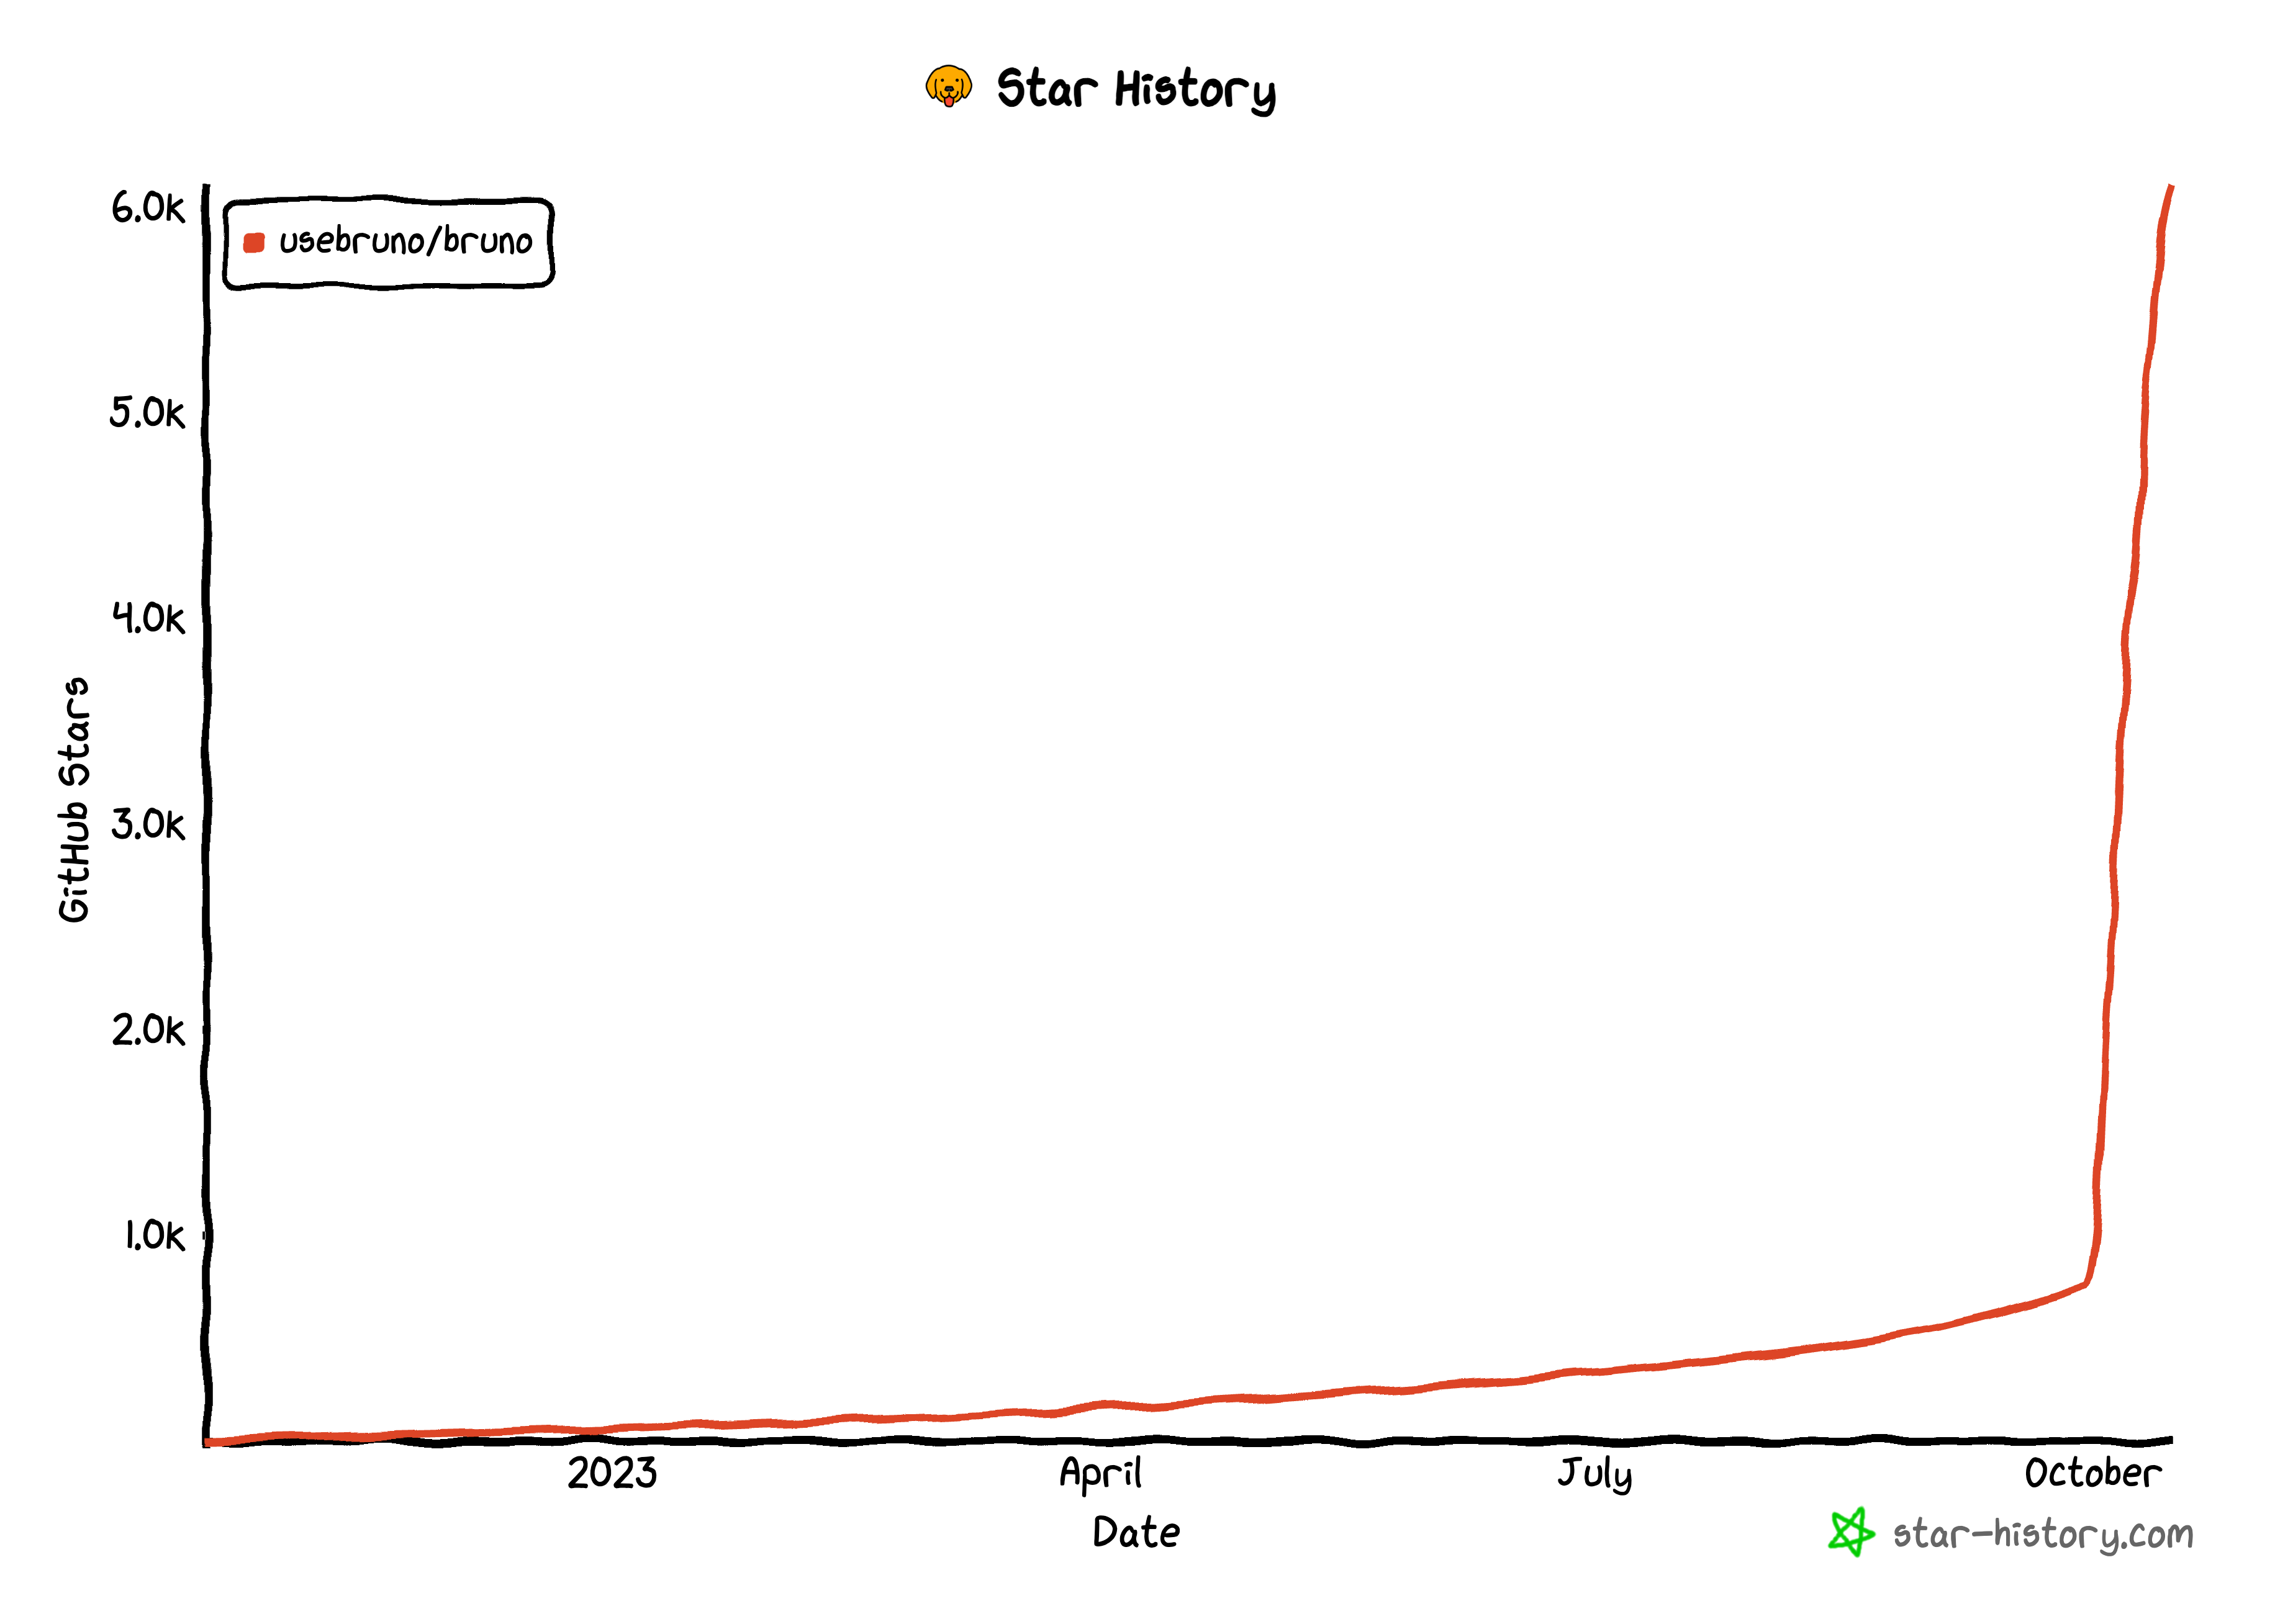 Star History
usebruno/bruno
6.0K
5.0K
4.0K
3.0K
2.0K
1.0K
GitHub Stars
2023 April July October
Date
star-history.com